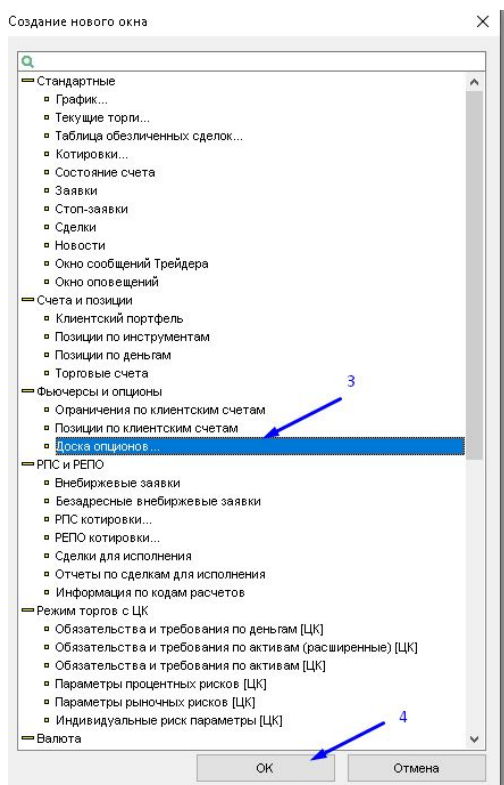 Создание нового окна
Стандартные
График...
Текущие торги...
Таблица обезличенных сделок...
Котировки...
Состояние счета
Заявки
Стоп-заявки
Сделки
Новости
Окно сообщений Трейдера
Окно оповещений
Счета и позиции
Клиентский портфель
Позиции по инструментам
Позиции по деньгам
Торговые счета
3
Фьючерсы и опционы
Ограничения по клиентским счетам
Позиции по клиентским счетам
Доска опционов...
РПС и РЕПО
Внебиржевые заявки
Безадресные внебиржевые заявки
РПС котировки...
РЕПО котировки...
Сделки для исполнения
Отчеты по сделкам для исполнения
Информация по кодам расчетов
Режим торгов с ЦК
Обязательства и требования по деньгам [ЦК]
Обязательства и требования по активам (расширенные) [ЦК]
Обязательства и требования по активам [ЦК]
Параметры процентных рисков [ЦК]
Параметры рыночных рисков [ЦК]
Индивидуальные риск параметры [ЦК]
4
Валюта
OK
Отмена